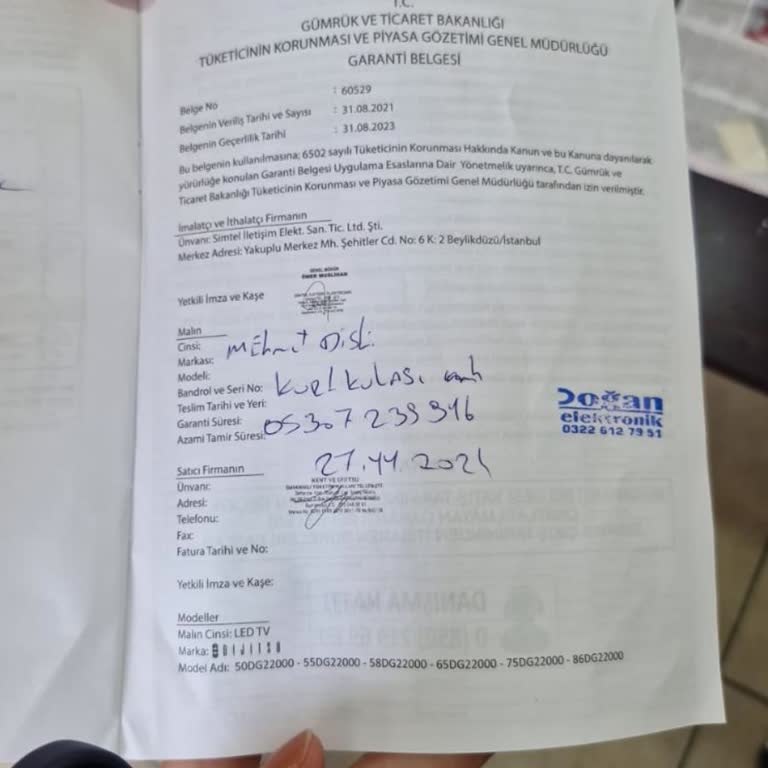 T.C.
GÜMRÜK VE TİCARET BAKANLIĞI
TÜKETİCİNİN KORUNMASI VE PİYASA GÖZETİMİ GENEL MÜDÜRLÜĞÜ
GARANTİ BELGESİ
Belge No : 60529
Belgenin Veriliş Tarihi ve Sayısı : 31.08.2021
Belgenin Geçerlilik Tarihi : 31.08.2023
Bu belgenin kullanılmasına; 6502 sayılı Tüketicinin Korunması Hakkında Kanun ve bu Kanuna dayanılarak
yürürlüğe konulan Garanti Belgesi Uygulama Esaslarına Dair Yönetmelik uyarınca, T.C. Gümrük ve
Ticaret Bakanlığı Tüketicinin Korunması ve Piyasa Gözetimi Genel Müdürlüğü tarafından izin verilmiştir.
İmalatçı ve İthalatçı Firmanın
Ünvanı: Simtel İletişim Elekt. San. Tic. Ltd. Şti.
Merkez Adresi: Yakuplu Merkez Mh. Şehitler Cd. No: 6 K: 2 Beylikdüzü/İstanbul
Yetkili İmza ve Kaşe
Malın
Cinsi: Mehmet Disli
Markası:
Modeli:
Bandrol ve Seri No:
Teslim Tarihi ve Yeri:
Garanti Süresi:
Azami Tamir Süresi: 05307239396
27.11.2021
Doğan
elektronik
0322 612 79 51
Satıcı Firmanın
Ünvanı:
Adresi:
Telefonu:
Fax:
Fatura Tarihi ve No:
Yetkili İmza ve Kaşe:
Modeller
Malın Cinsi: LED TV
Marka:
Model Adı: 50DG22000 - 55DG22000 - 58DG22000 - 65DG22000 - 75DG22000 - 86DG22000